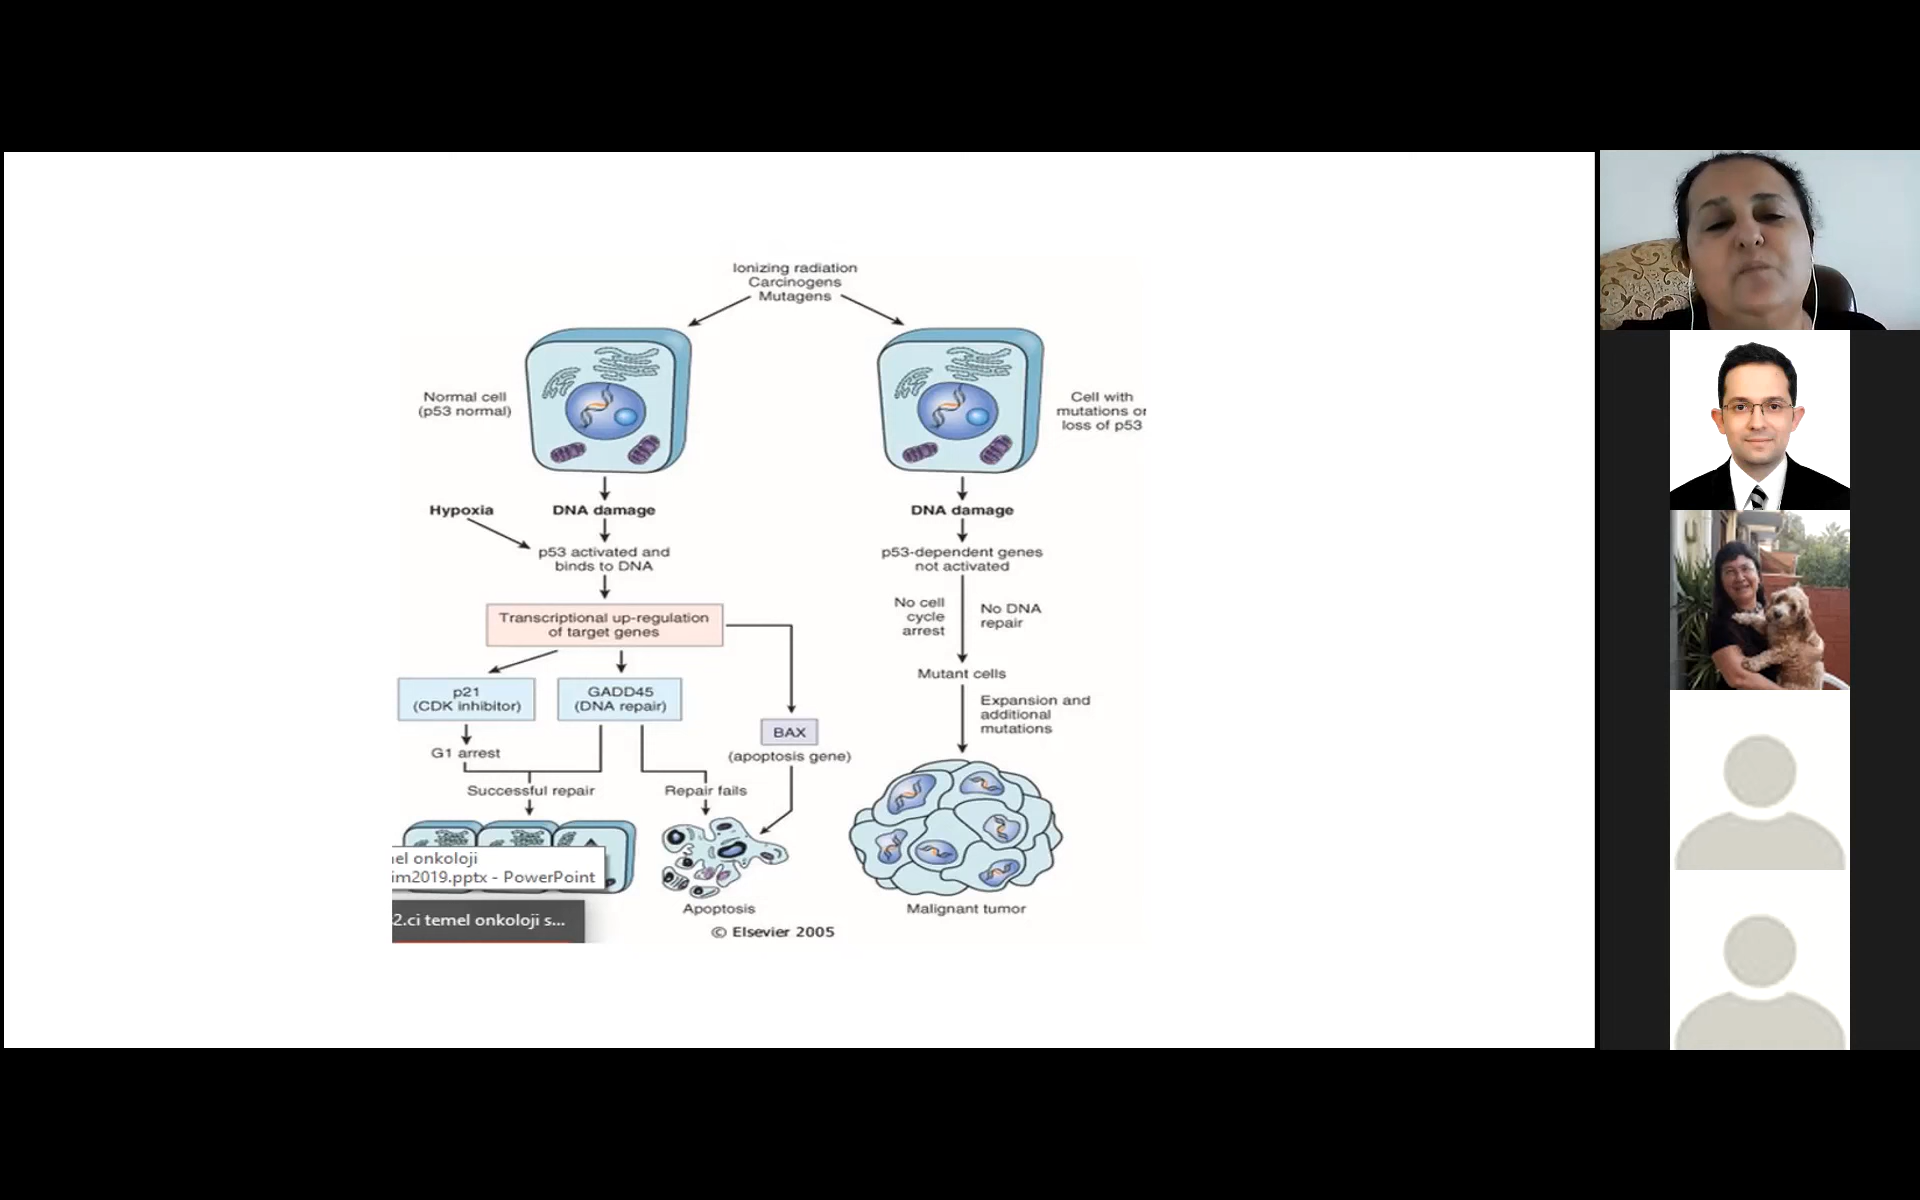 Ionizing radiation
Carcinogens
Mutagens
Normal cell
(p53 normal)
Cell with
mutations or
loss of p53
Hypoxia
DNA damage
DNA damage
p53 activated and
binds to DNA
p53-dependent genes
not activated
No cell
cycle
arrest
No DNA
repair
Transcriptional up-regulation
of target genes
Mutant cells
p21
(CDK inhibitor)
GADD45
(DNA repair)
Expansion and
additional
mutations
BAX
(apoptosis gene)
G1 arrest
Successful repair
Repair fails
onkoloji
2019.pptx - PowerPoint
2.ci temel onkoloji s...
Apoptosis
Malignant tumor
© Elsevier 2005